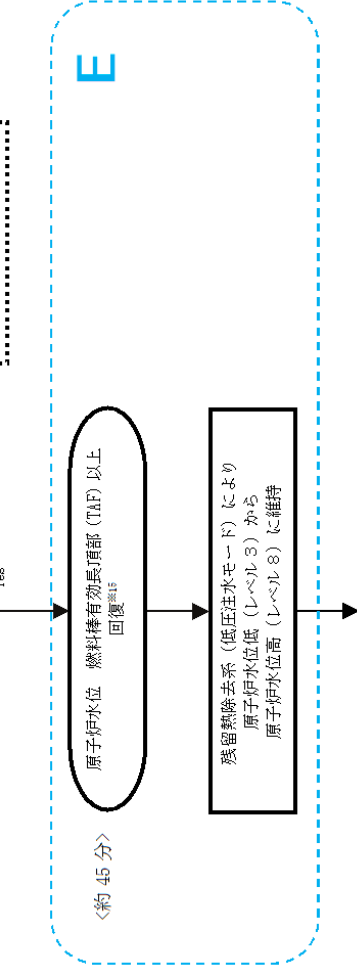 Yes
E
<約 45 分>
原子炉水位　燃料棒有効長頂部（TAF）以上
回復※15
残留熱除去系（低圧注水モード）により
原子炉水位低（レベル 3）から
原子炉水位高（レベル 8）に維持